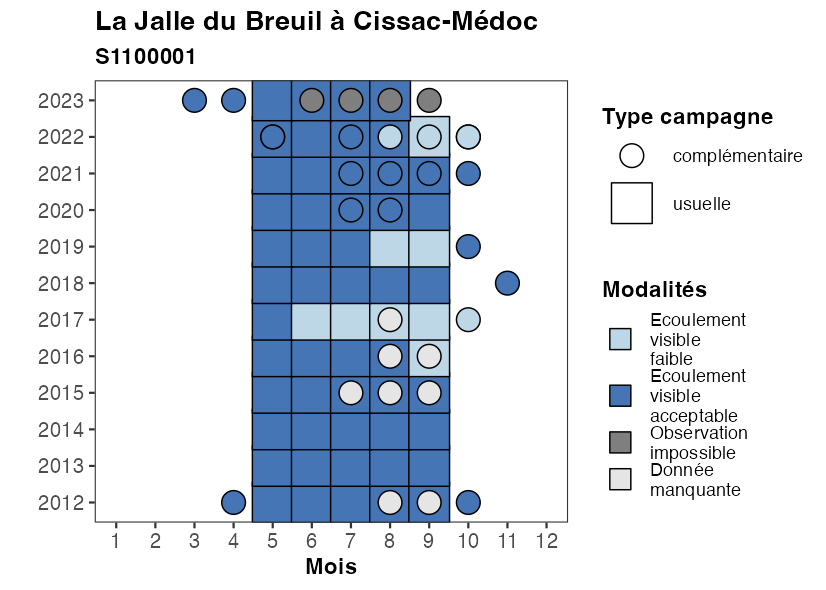 La Jalle du Breuil à Cissac-Médoc
S1100001
2023
2022
2021
2020
2019
2018
2017
2016
2015
2014
2013
2012
1 2 3 4 5 6 7 8 9 10 11 12
Mois
Type campagne
complémentaire
usuelle
Modalités
Ecoulement
visible
faible
Ecoulement
visible
acceptable
Observation
impossible
Donnée
manquante